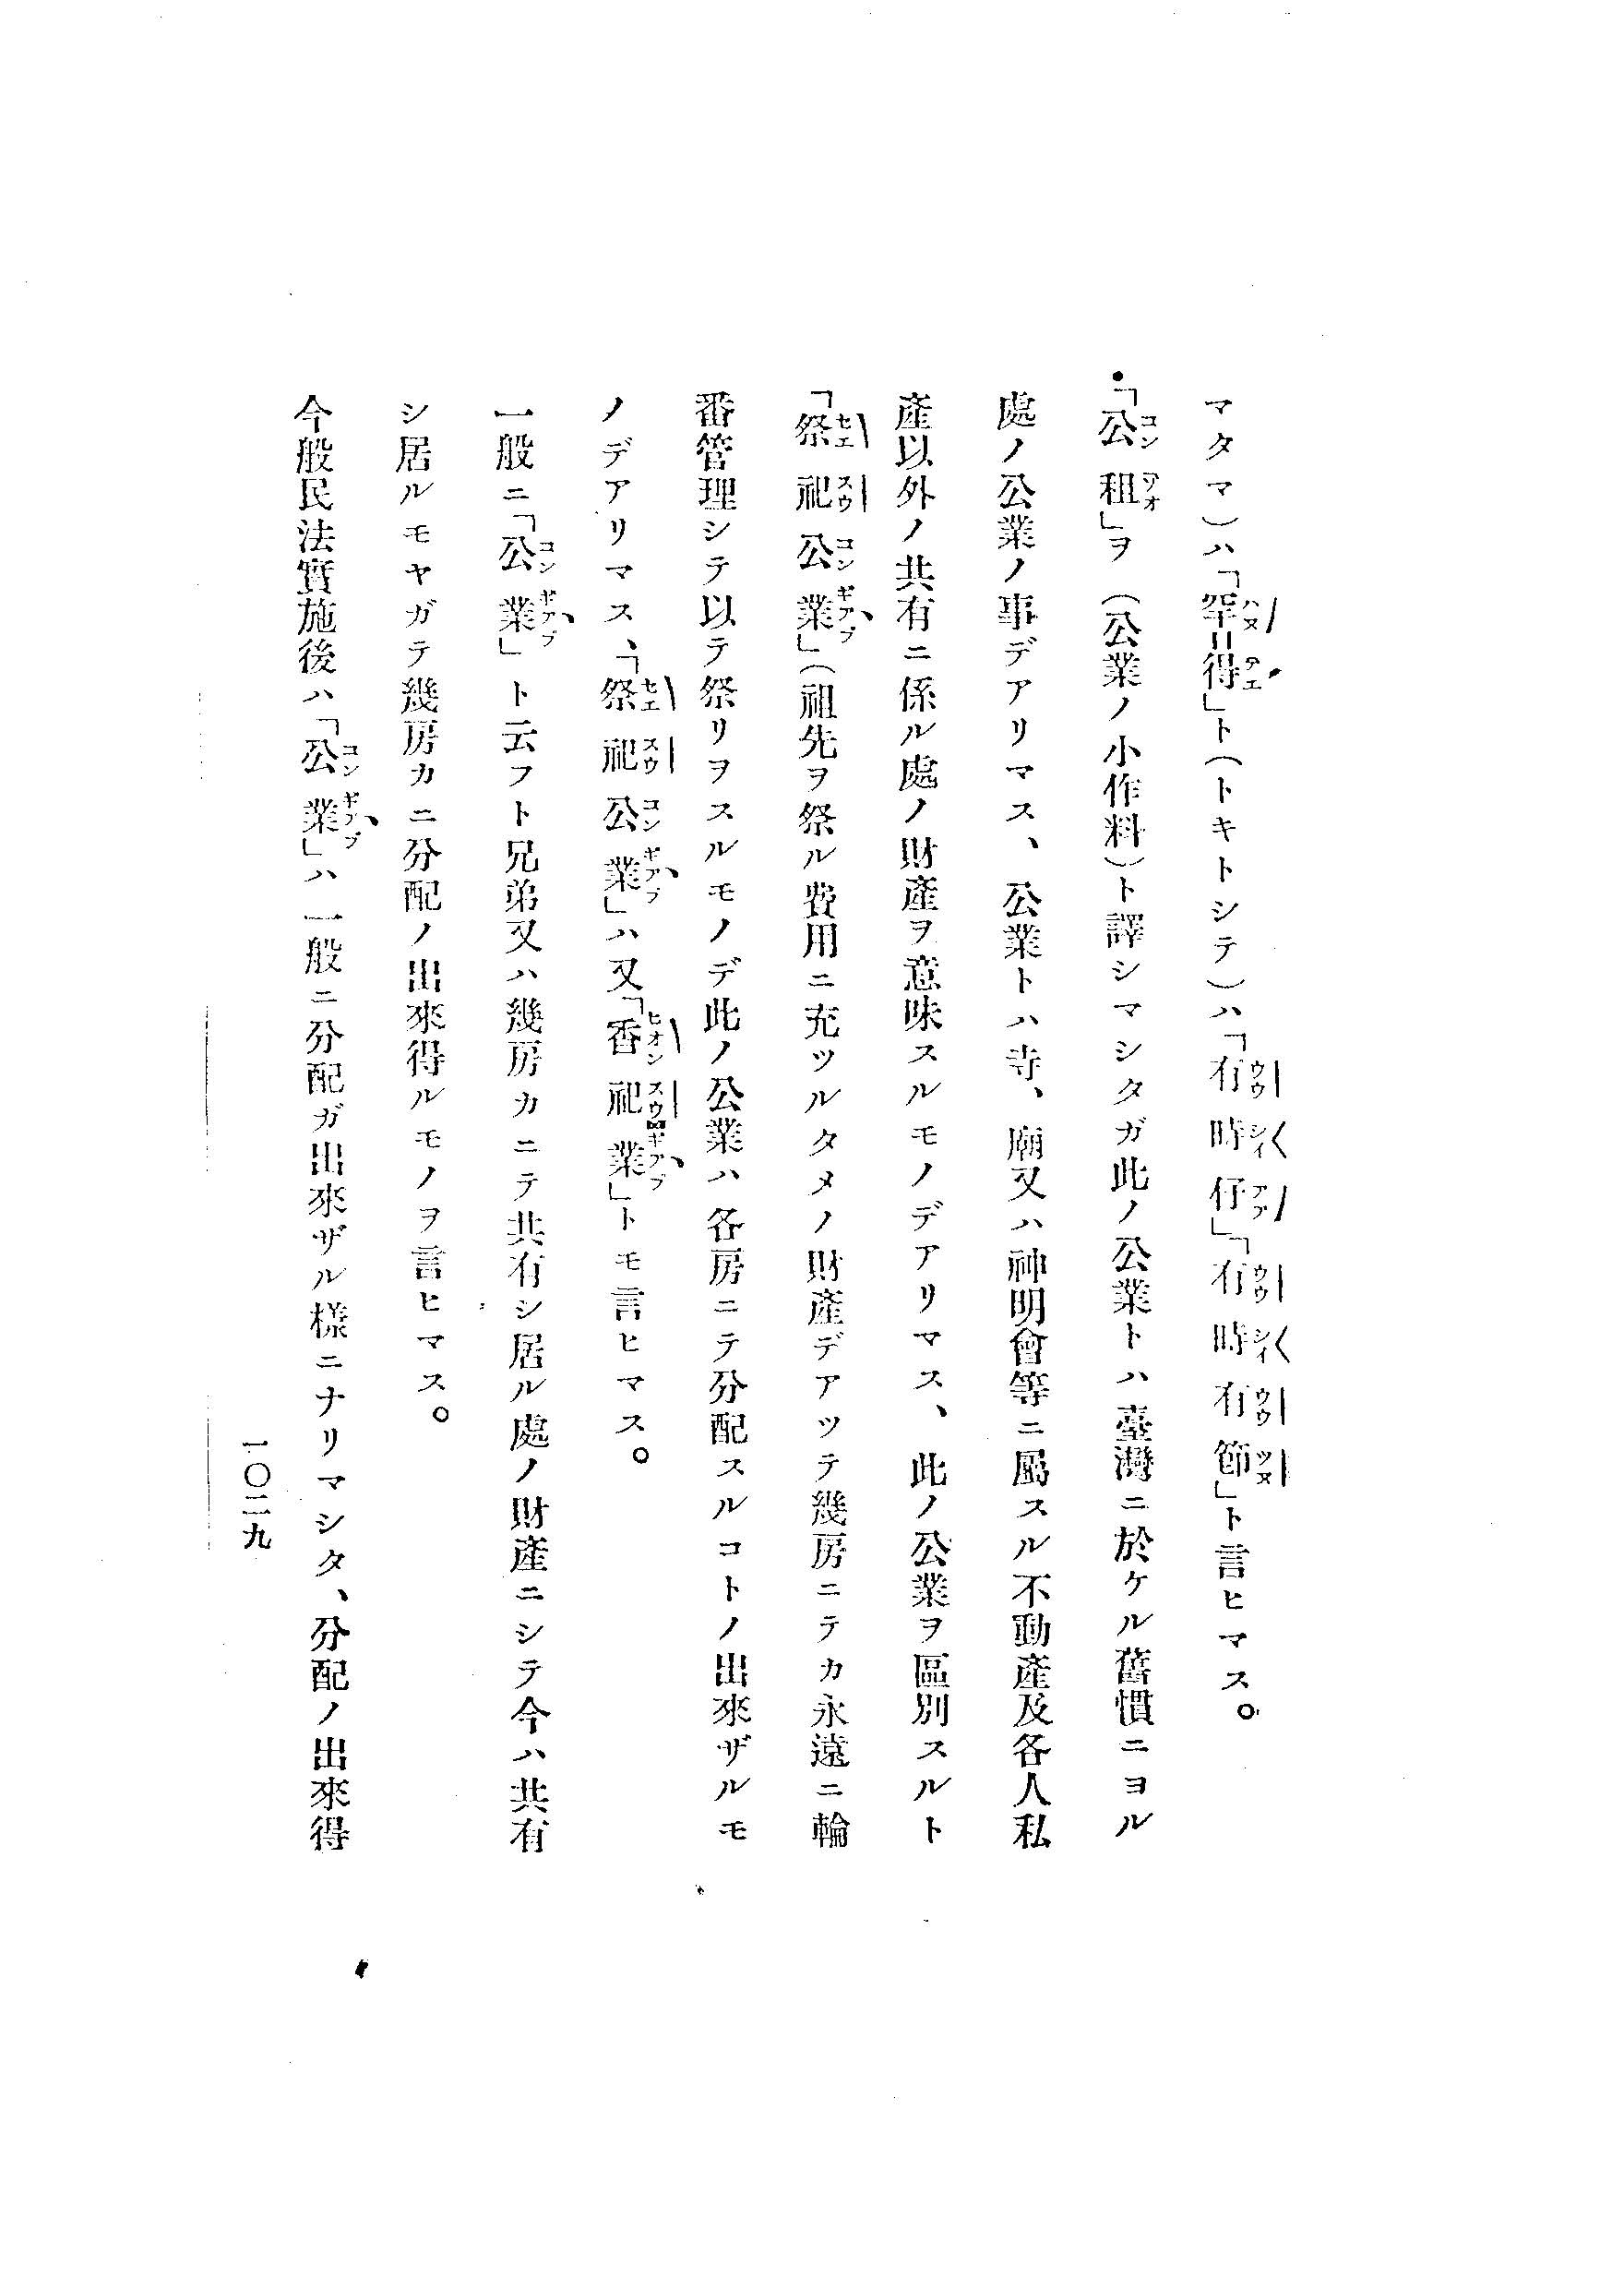 マタマ)ハ「罕=得」ト(トキトシテ)ハ「有時仔」「有時有節」ト言ヒマス。
•「公租」ヲ(公業ノ小作料)ト譯シマシタガ此ノ公業トハ臺灣ニ於ケル舊慣ニヨル
處ノ公業ノ事デアリマス、公業トハ寺、廟又ハ神明會等ニ屬スル不動產及各人私
產以外ノ共有ニ係ル處ノ財產ヲ意味スルモノデアリマス、此ノ公業ヲ區別スルト
「祭祀公業」(祖先ヲ祭ル費用ニ充ツルタメノ財產デアツテ幾房ニテカ永遠ニ輪
番管理シテ以テ祭リヲスルモノデ此ノ公業ハ各房ニテ分配スルコトノ出來ザルモ
ノデアリマス、「祭祀公業」ハ又「香祀業」トモ言ヒマス。
一般ニ「公業」ト云フト兄弟又ハ幾房カニテ共有シ居ル處ノ財產ニシテ今ハ共有
シ居ルモヤガテ幾房カニ分配ノ出來得ルモノヲ言ヒマス。
今般民法實施後ハ「公業」ハ一般ニ分配ガ出來ザル樣ニナリマシタ、分配ノ出來得
一〇二九